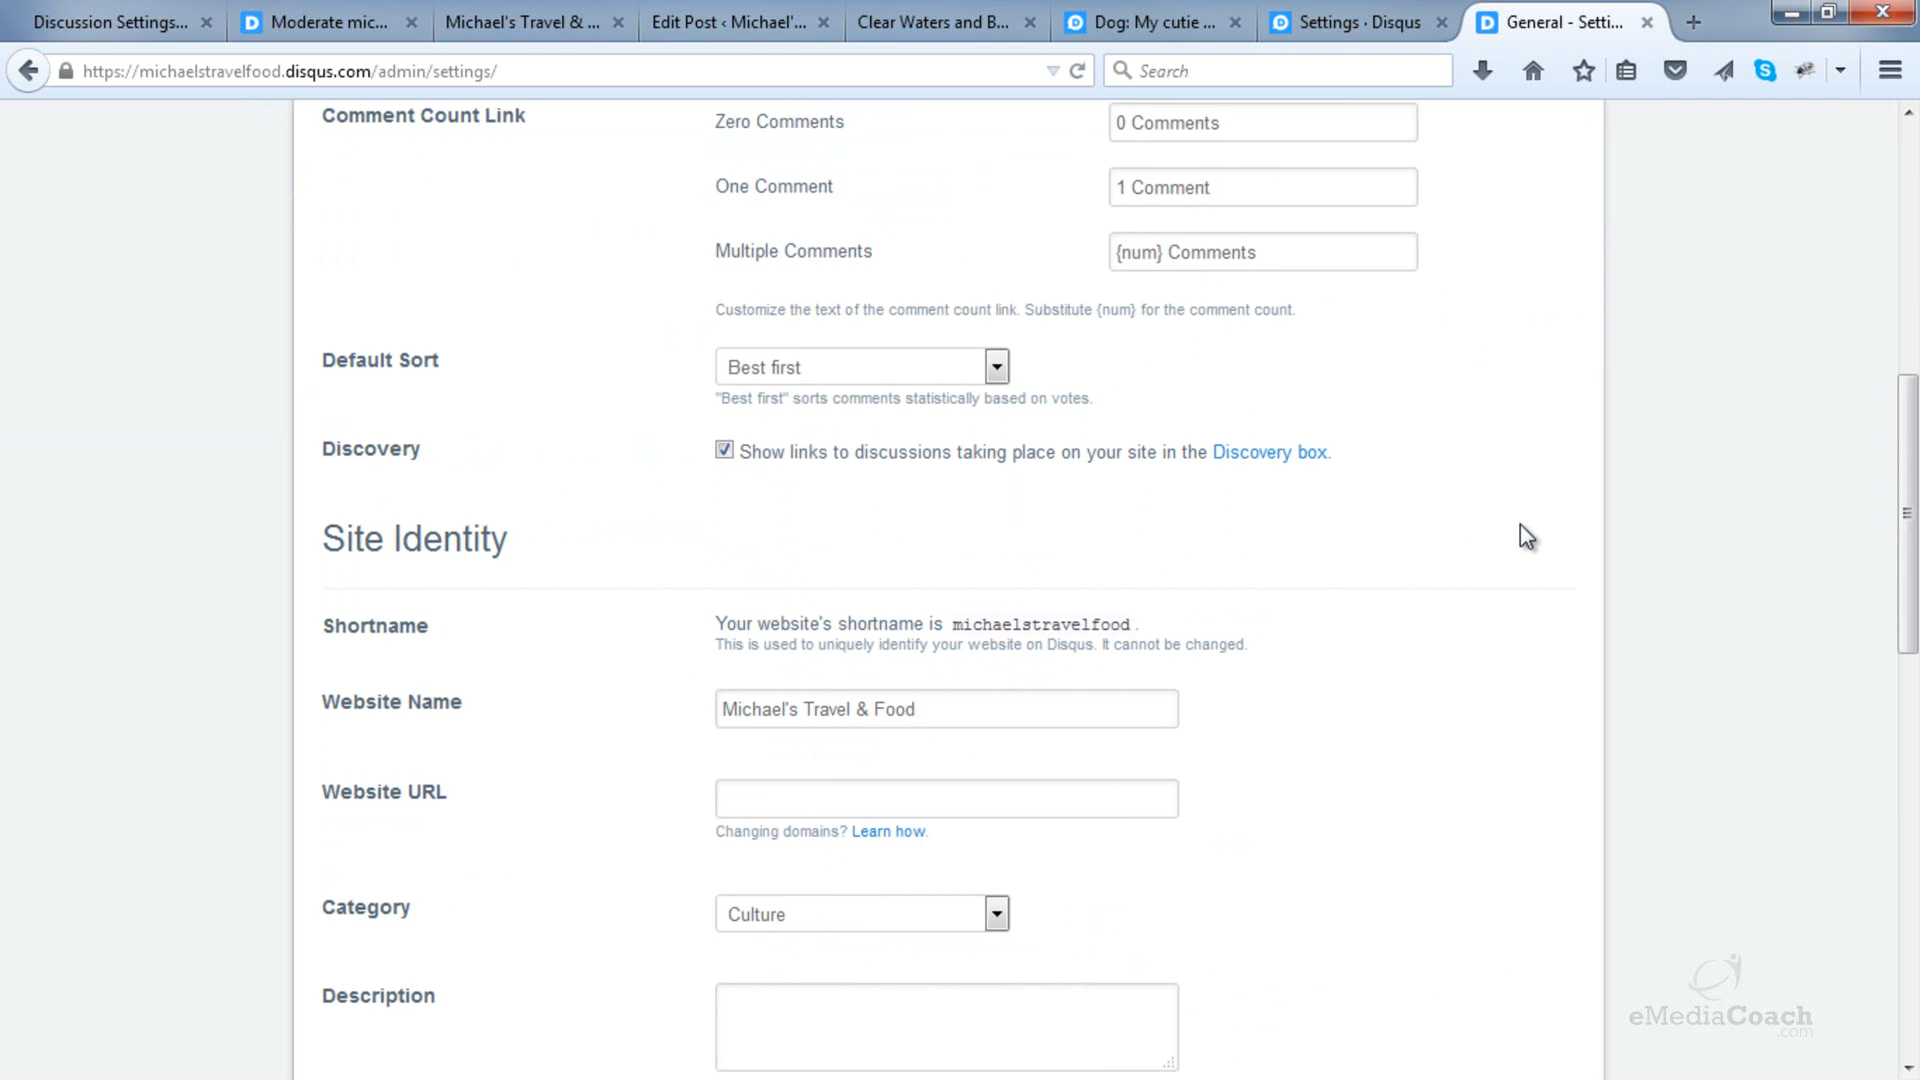 Discussion Settings...
Moderate mic...
Michael's Travel & ...
Edit Post ‹ Michael'...
Clear Waters and B...
Dog: My cutie ...
Settings · Disqus
General - Setti...
https://michaelstravelfood.disqus.com/admin/settings/
Search
Comment Count Link
Zero Comments
0 Comments
One Comment
1 Comment
Multiple Comments
{num} Comments
Customize the text of the comment count link. Substitute {num} for the comment count.
Default Sort
Best first
"Best first" sorts comments statistically based on votes.
Discovery
Show links to discussions taking place on your site in the Discovery box.
Site Identity
Shortname
Your website's shortname is michaelstravelfood.
This is used to uniquely identify your website on Disqus. It cannot be changed.
Website Name
Michael's Travel & Food
Website URL
Changing domains? Learn how.
Category
Culture
Description
eMediaCoach
.com